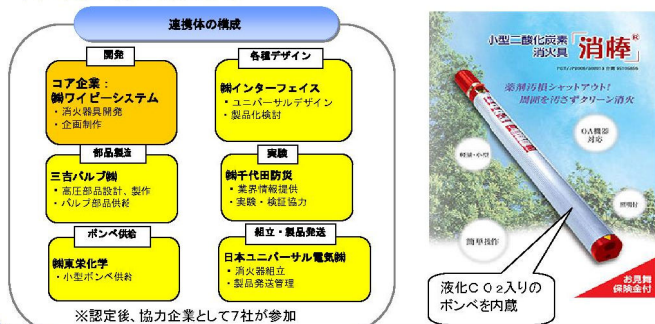 連携体の構成
開発
コア企業:
㈱ワイピーシステム
・消火器具開発
・企画制作
各種デザイン
㈱インターフェイス
・ユニバーサルデザイン
・製品化検討
部品製造
三吉バルブ㈱
・高圧部品設計、製作
・バルブ部品供給
実験
㈱千代田防災
・業界情報提供
・実験・検証協力
ボンベ供給
㈱東栄化学
・小型ボンベ供給
組立・製品発送
日本ユニバーサル電気㈱
・消火器組立
・製品発送管理
※認定後、協力企業として7社が参加
小型二酸化炭素
消火具「消棒®」
薬剤汚損シャットアウト!
周囲を汚さずクリーン消火
OA機器
対応
軽量・小型
照明付
簡単操作
液化CO2入りの
ボンベを内蔵
お見舞
保険金付